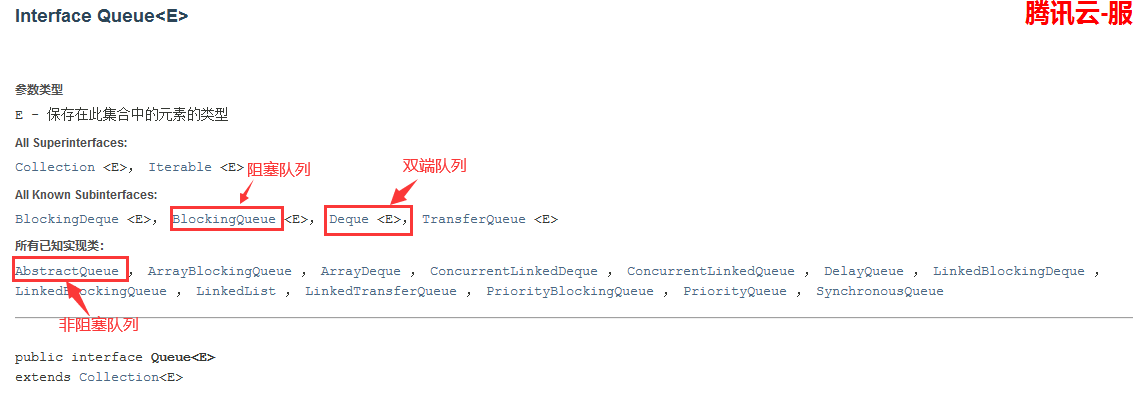 Interface Queue<E>
腾讯云-服
参数类型
E - 保存在此集合中的元素的类型
All Superinterfaces:
Collection <E>， Iterable <E>
阻塞队列
双端队列
All Known Subinterfaces:
BlockingDeque <E>， BlockingQueue <E>， Deque <E>， TransferQueue <E>
所有已知实现类：
AbstractQueue ， ArrayBlockingQueue ， ArrayDeque ， ConcurrentLinkedDeque ， ConcurrentLinkedQueue ， DelayQueue ， LinkedBlockingDeque ，
LinkedBlockingQueue ， LinkedList ， LinkedTransferQueue ， PriorityBlockingQueue ， PriorityQueue ， SynchronousQueue
非阻塞队列
public interface Queue<E>
extends Collection<E>